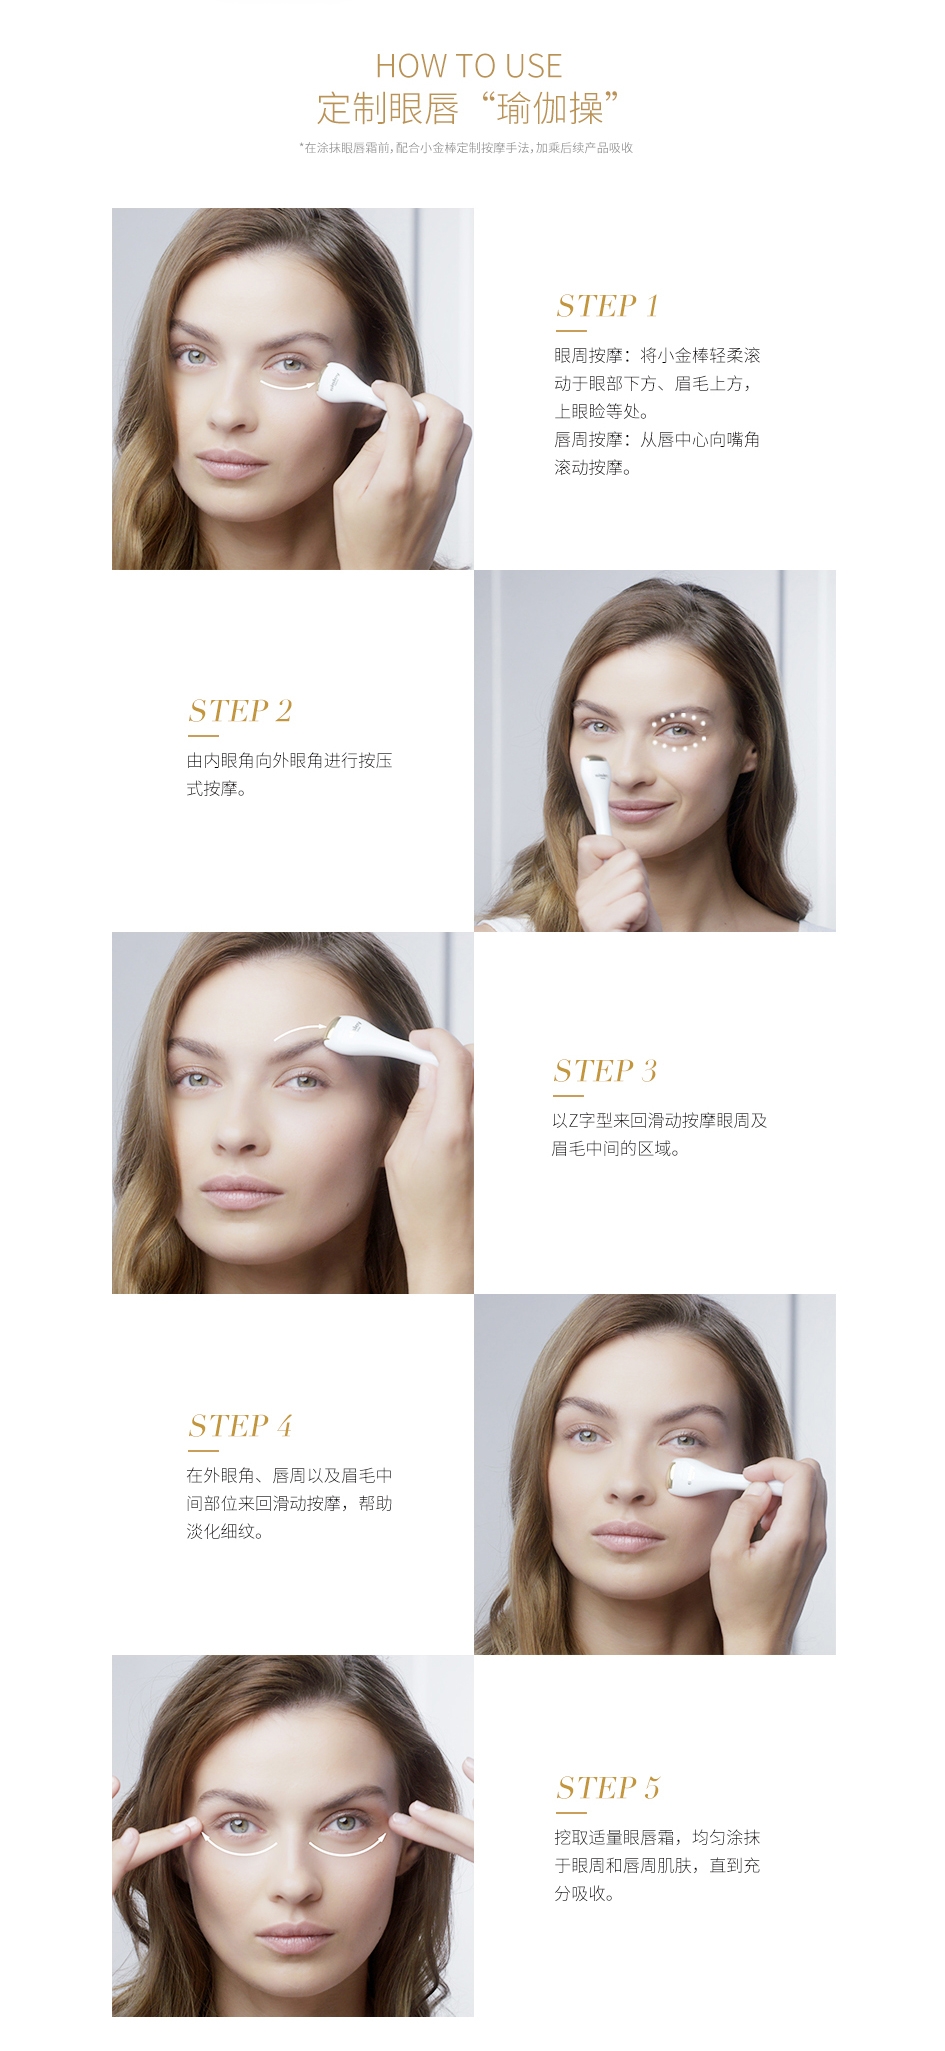 HOW TO USE
定制眼唇“瑜伽操”
*在涂抹眼唇霜前,配合小金棒定制按摩手法,加乘后续产品吸收
STEP 1
眼周按摩：将小金棒轻柔滚
动于眼部下方、眉毛上方，
上眼睑等处。
唇周按摩：从唇中心向嘴角
滚动按摩。
STEP 2
由内眼角向外眼角进行按压
式按摩。
STEP 3
以Z字型来回滑动按摩眼周及
眉毛中间的区域。
STEP 4
在外眼角、唇周以及眉毛中
间部位来回滑动按摩，帮助
淡化细纹。
STEP 5
挖取适量眼唇霜，均匀涂抹
于眼周和唇周肌肤，直到充
分吸收。